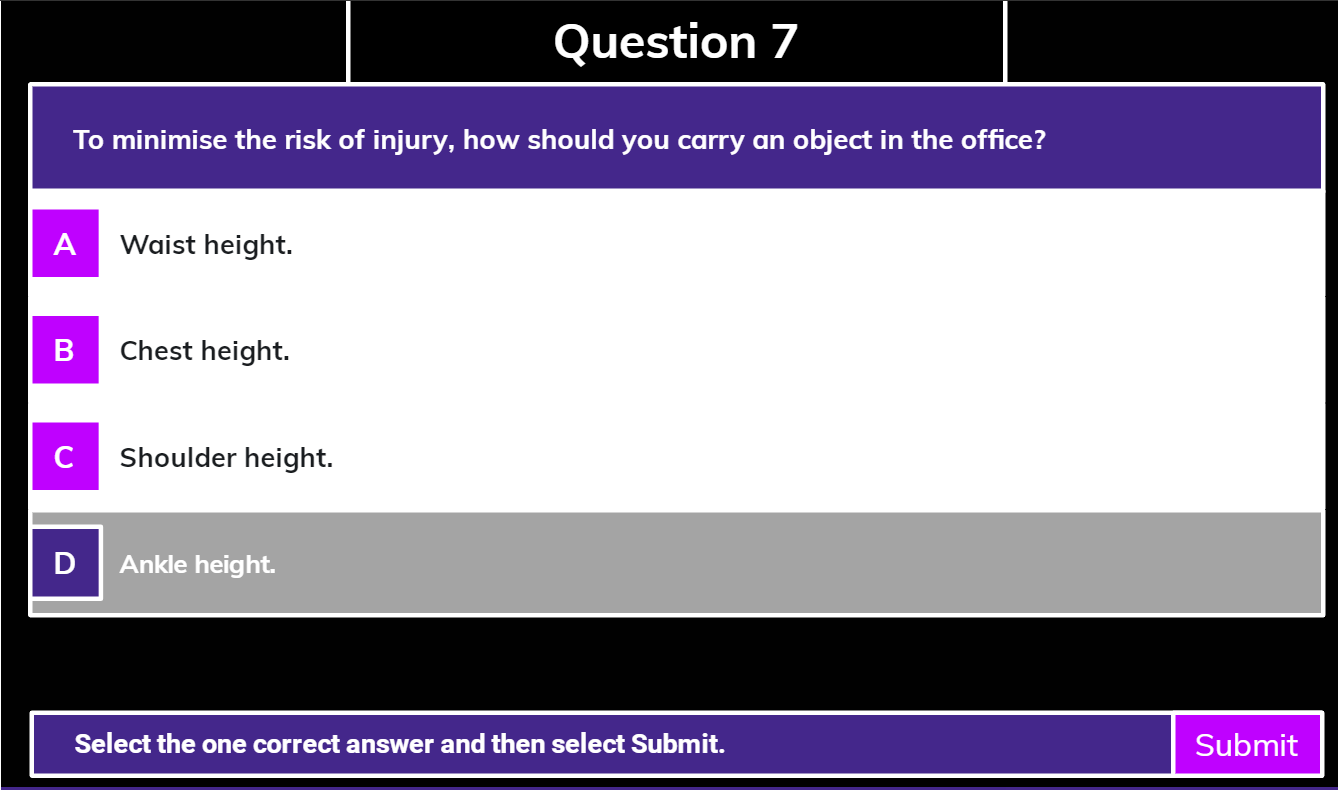 Question 7
To minimise the risk of injury, how should you carry an object in the office?
A Waist height.
B Chest height.
C Shoulder height.
D Ankle height.
Select the one correct answer and then select Submit. Submit